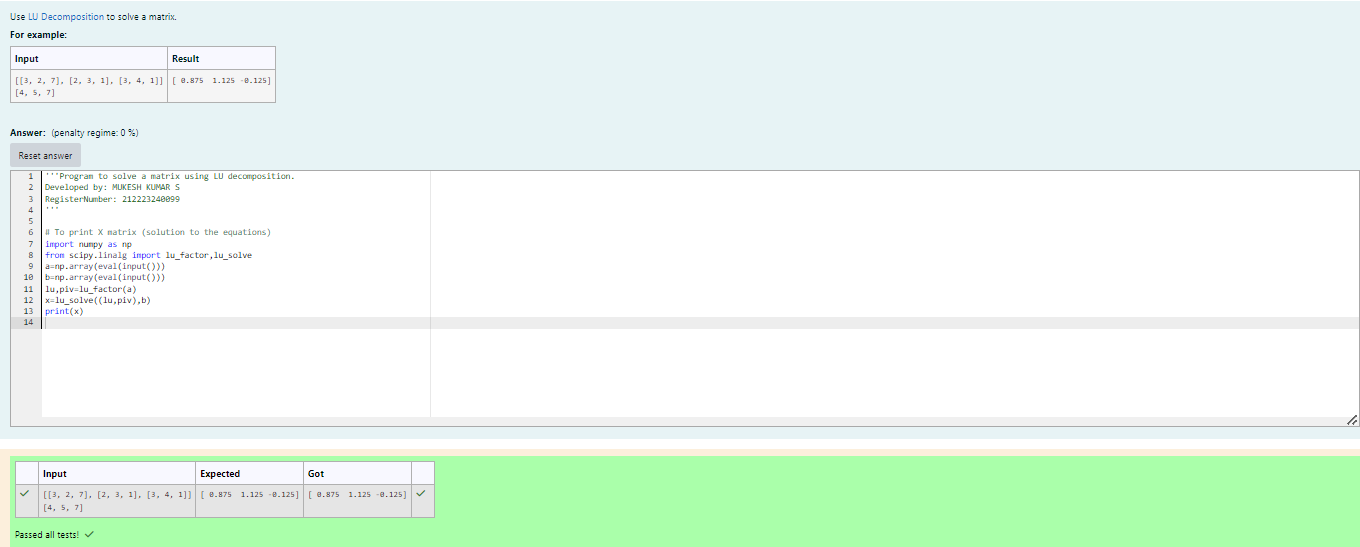 Use LU Decomposition to solve a matrix.
For example:
Input Result
[[3, 2, 7], [2, 3, 1], [3, 4, 1]] [ 0.875  1.125 -0.125]
[4, 5, 7]
Answer: (penalty regime: 0 %)
Reset answer
1 '''Program to solve a matrix using LU decomposition.
2 Developed by: MUKESH KUMAR S
3 RegisterNumber: 212223240099
4 '''
5
6 # To print X matrix (solution to the equations)
7 import numpy as np
8 from scipy.linalg import lu_factor,lu_solve
9 a=np.array(eval(input()))
10 b=np.array(eval(input()))
11 lu,piv=lu_factor(a)
12 x=lu_solve((lu,piv),b)
13 print(x)
14
Input Expected Got
[[3, 2, 7], [2, 3, 1], [3, 4, 1]] [ 0.875  1.125 -0.125] [ 0.875  1.125 -0.125]
[4, 5, 7]
Passed all tests!